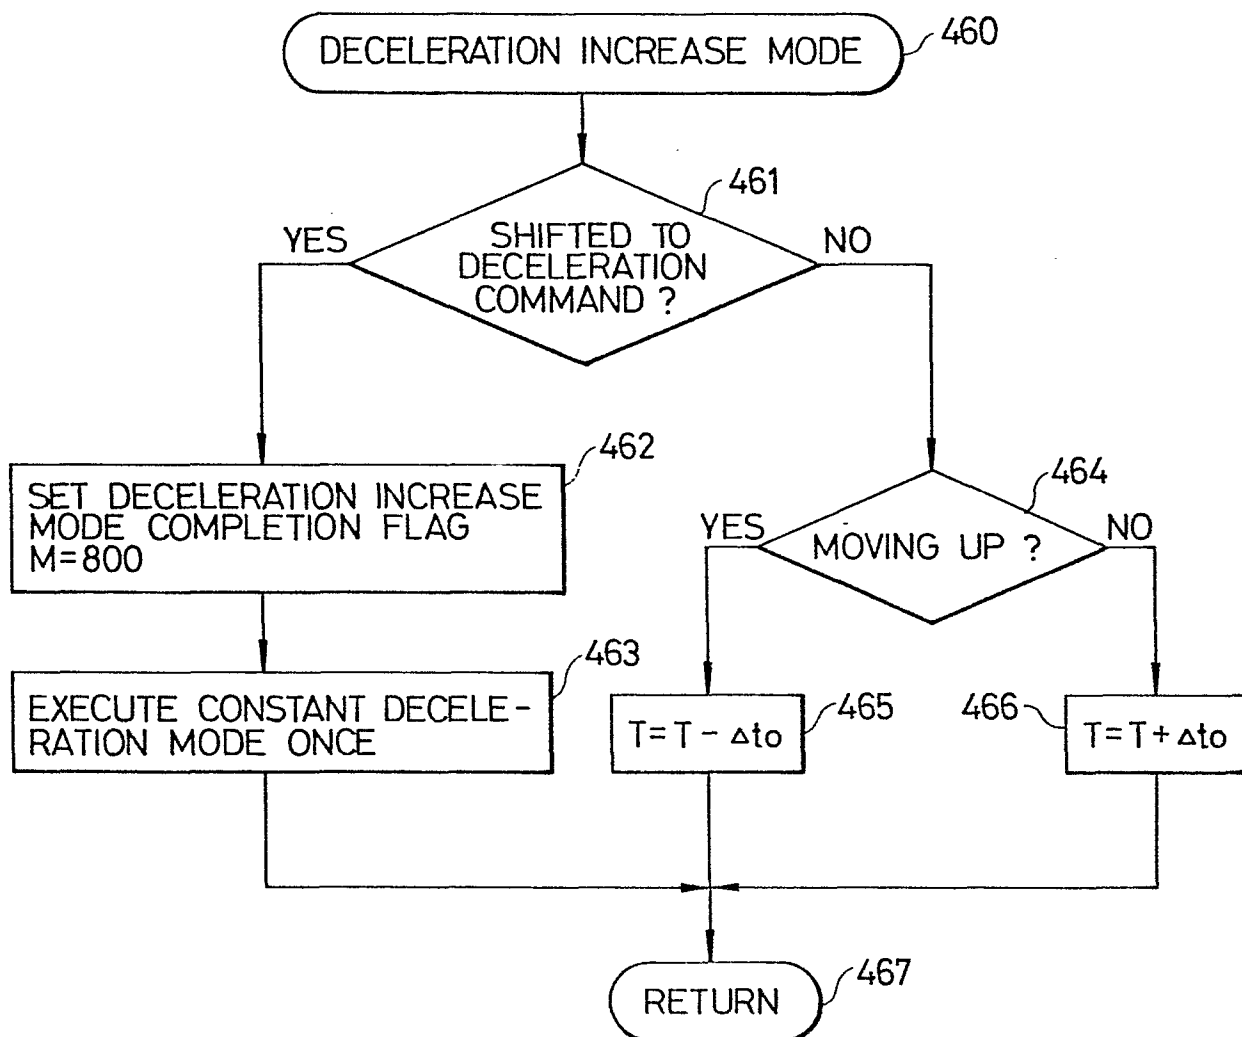 DECELERATION INCREASE MODE
460
461
YES
SHIFTED TO
DECELERATION
COMMAND ?
NO
462
SET DECELERATION INCREASE
MODE COMPLETION FLAG
M=800
464
YES
MOVING UP ?
NO
463
EXECUTE CONSTANT DECELE-
RATION MODE ONCE
T=T- Δto
465
466
T=T+ Δto
RETURN
467